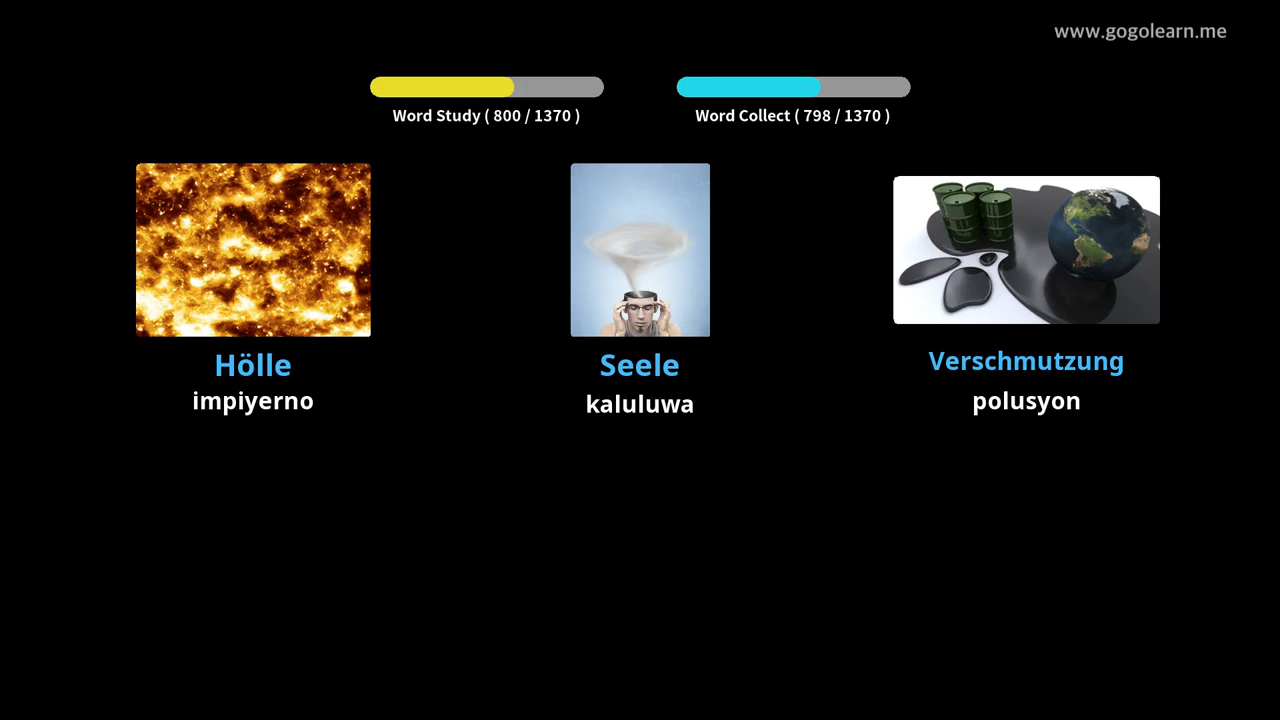 www.gogolearn.me
Word Study ( 800 / 1370 )
Word Collect ( 798 / 1370 )
Hölle
impiyerno
Seele
kaluluwa
Verschmutzung
polusyon